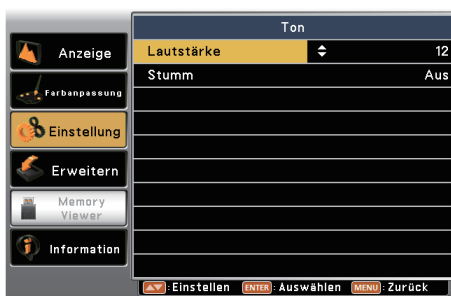 Ton
Anzeige
Farbanpassung
Einstellung
Erweitern
Memory
Viewer
Information
Lautstärke 12
Stumm Aus
:Einstellen ENTER:Auswählen MENU:Zurück